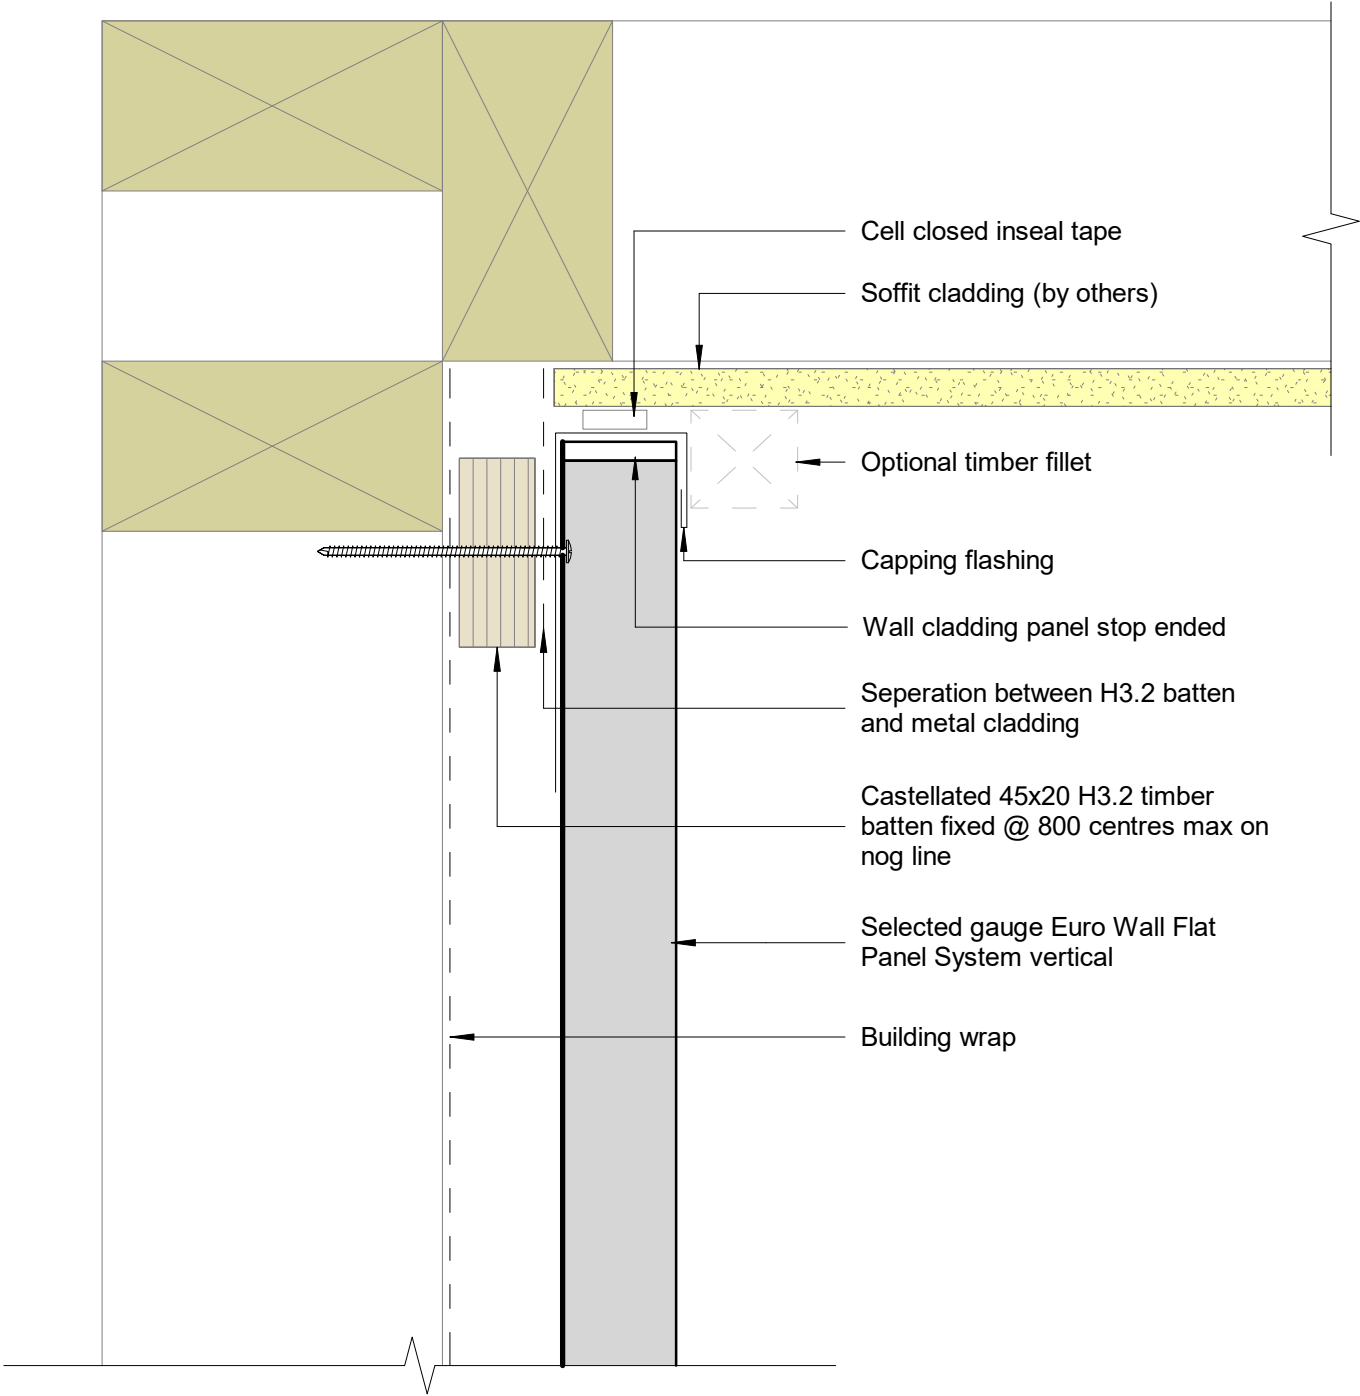 Cell closed inseal tape
Soffit cladding (by others)
Optional timber fillet
Capping flashing
Wall cladding panel stop ended
Seperation between H3.2 batten
and metal cladding
Castellated 45x20 H3.2 timber
batten fixed @ 800 centres max on
nog line
Selected gauge Euro Wall Flat
Panel System vertical
Building wrap